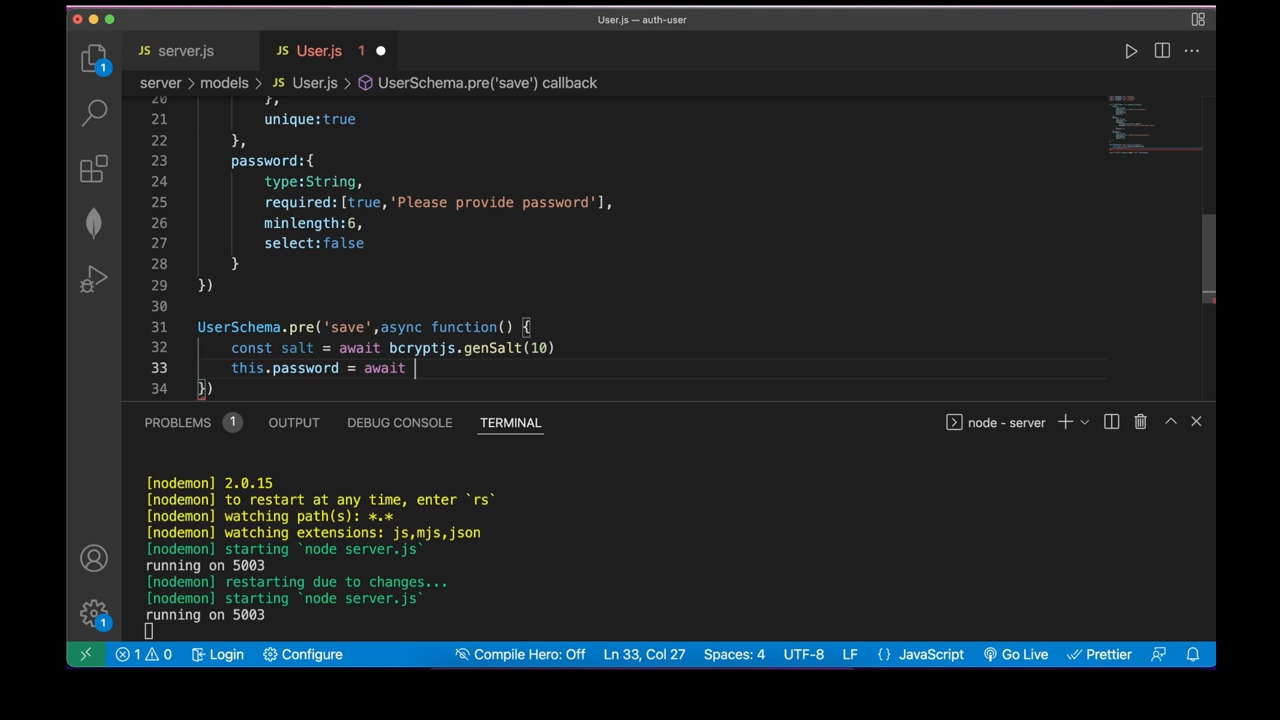 User.js — auth-user
JS server.js
JS User.js 1
server > models > JS User.js > UserSchema.pre('save') callback
20 },
21 unique:true
22 },
23 password:{
24 type:String,
25 required:[true,'Please provide password'],
26 minlength:6,
27 select:false
28 }
29 })
30
31 UserSchema.pre('save',async function() {
32 const salt = await bcryptjs.genSalt(10)
33 this.password = await
34 })
PROBLEMS 1 OUTPUT DEBUG CONSOLE TERMINAL node - server
[nodemon] 2.0.15
[nodemon] to restart at any time, enter `rs`
[nodemon] watching path(s): *.*
[nodemon] watching extensions: js,mjs,json
[nodemon] starting `node server.js`
running on 5003
[nodemon] restarting due to changes...
[nodemon] starting `node server.js`
running on 5003
1
1
1 0 Login Configure Compile Hero: Off Ln 33, Col 27 Spaces: 4 UTF-8 LF {} JavaScript Go Live Prettier